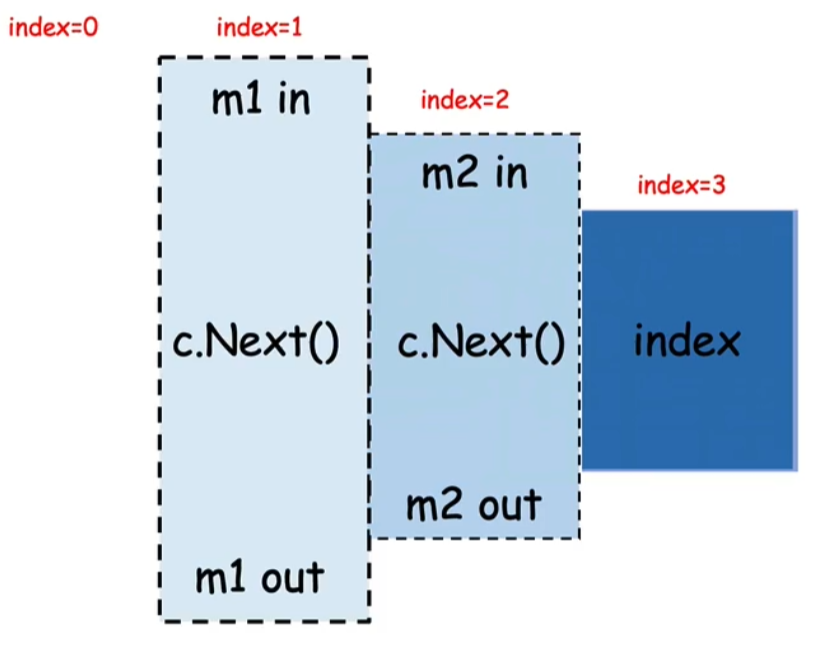 index=0
index=1
m1 in
index=2
m2 in
index=3
c.Next()
c.Next()
index
m2 out
m1 out